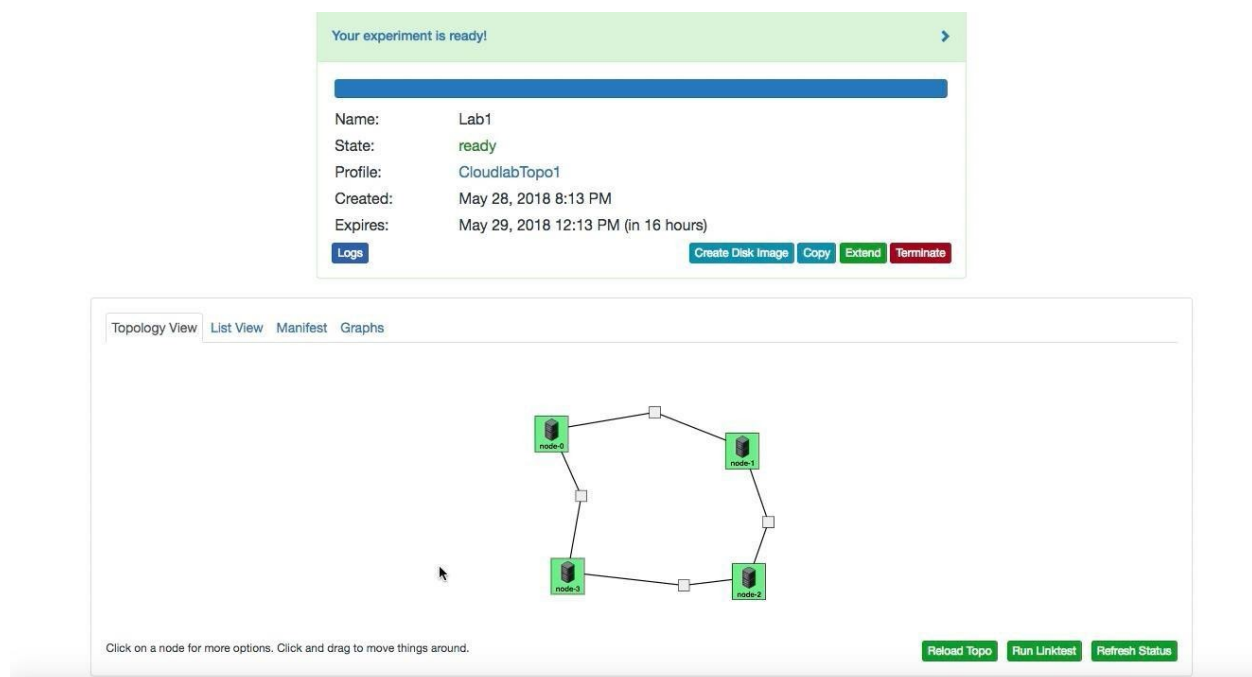 Your experiment is ready!
Name: Lab1
State: ready
Profile: CloudlabTopo1
Created: May 28, 2018 8:13 PM
Expires: May 29, 2018 12:13 PM (in 16 hours)
Logs Create Disk Image Copy Extend Terminate
Topology View List View Manifest Graphs
node-0
node-1
node-3
node-2
Click on a node for more options. Click and drag to move things around.
Reload Topo Run Linktest Refresh Status